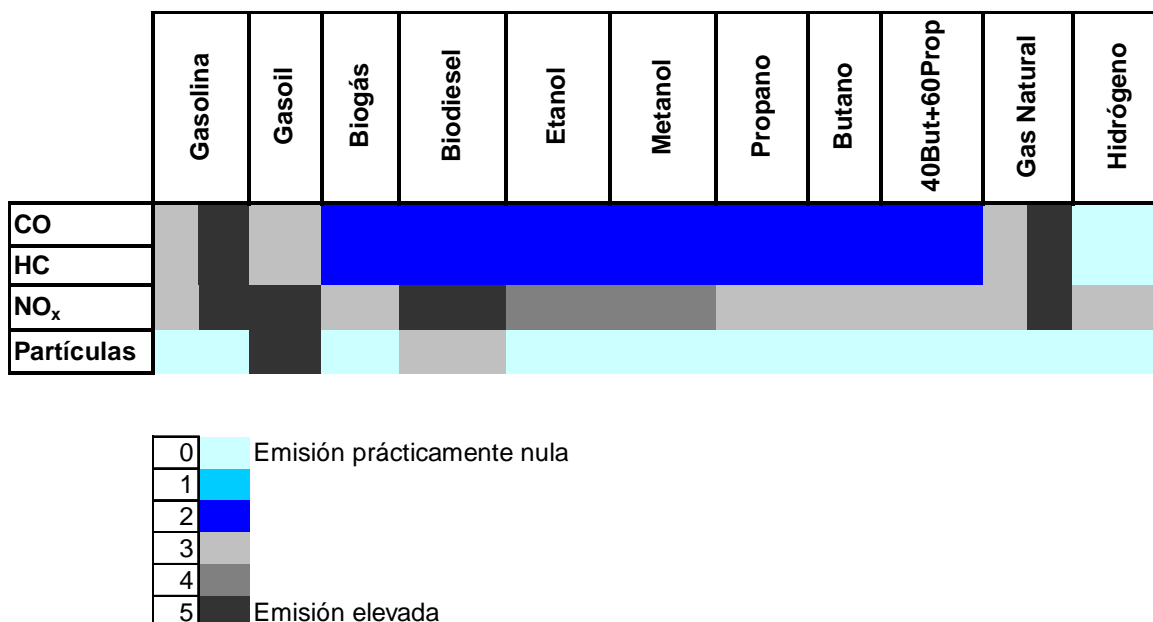 Gasolina
Gasoil
Biogás
Biodiesel
Etanol
Metanol
Propano
Butano
40But+60Prop
Gas Natural
Hidrógeno
CO
HC
NOx
Partículas
0 Emisión prácticamente nula
1
2
3
4
5 Emisión elevada